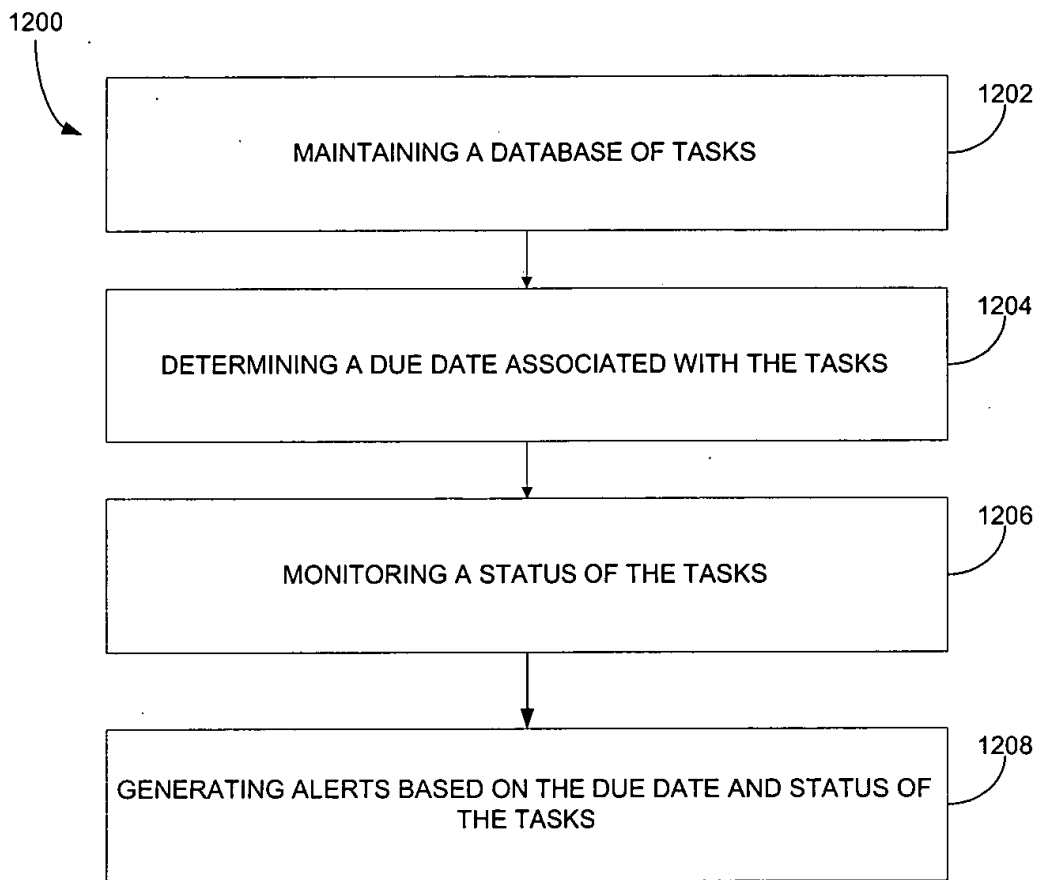 1200
1202
MAINTAINING A DATABASE OF TASKS
1204
DETERMINING A DUE DATE ASSOCIATED WITH THE TASKS
1206
MONITORING A STATUS OF THE TASKS
1208
GENERATING ALERTS BASED ON THE DUE DATE AND STATUS OF
THE TASKS